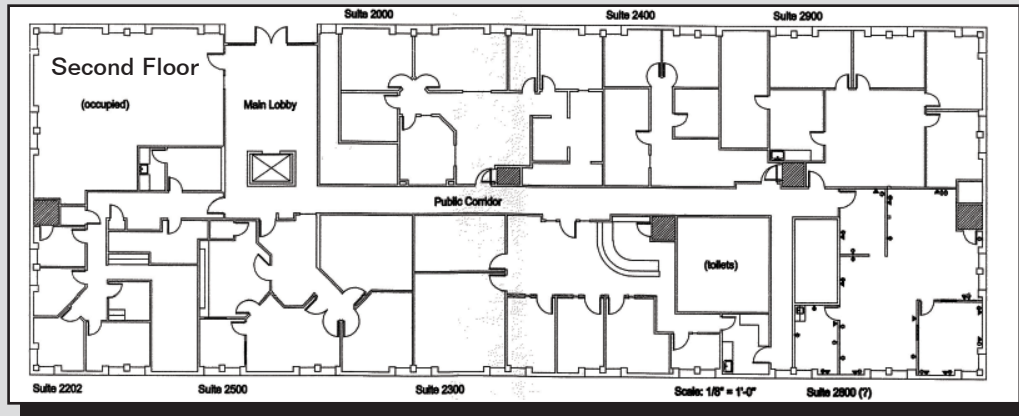 Suite 2000
Suite 2400
Suite 2900
Second Floor
(occupied)
Main Lobby
Public Corridor
(toilets)
Suite 2202
Suite 2500
Suite 2300
Scale: 1/8" = 1'-0"
Suite 2800 (?)